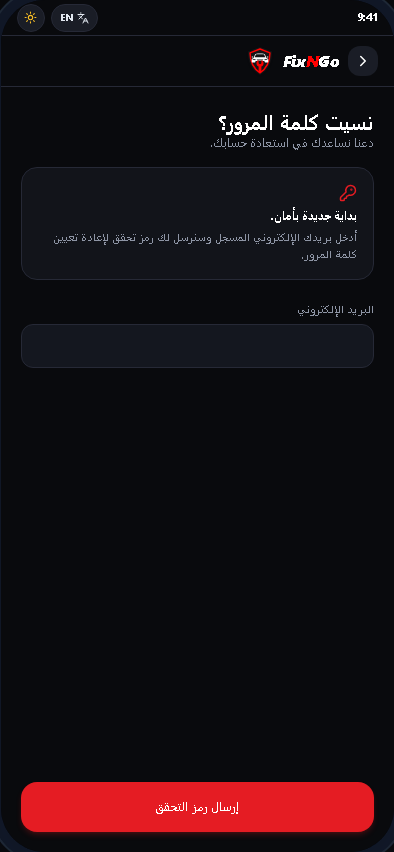 9:41
EN
FixNGo
نسيت كلمة المرور؟
دعنا نساعدك في استعادة حسابك.
بداية جديدة بأمان.
أدخل بريدك الإلكتروني المسجل وسنرسل لك رمز تحقق لإعادة تعيين
كلمة المرور.
البريد الإلكتروني
إرسال رمز التحقق